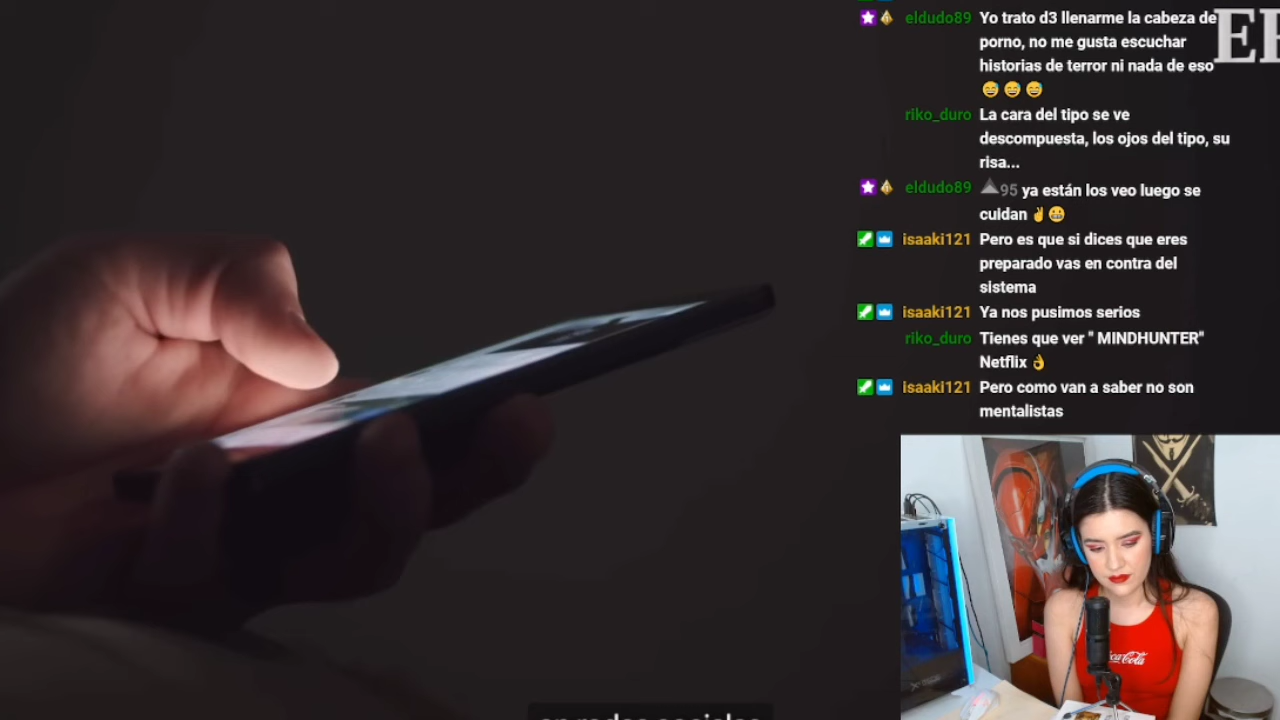 eldudo89 Yo trato d3 llenarme la cabeza de
porno, no me gusta escuchar
historias de terror ni nada de eso
😅 😅 😅
riko_duro La cara del tipo se ve
descompuesta, los ojos del tipo, su
risa...
eldudo89 95 ya están los veo luego se
cuidan ✌️😬
isaaki121 Pero es que si dices que eres
preparado vas en contra del
sistema
isaaki121 Ya nos pusimos serios
riko_duro Tienes que ver " MINDHUNTER"
Netflix 👌
isaaki121 Pero como van a saber no son
mentalistas
Coca-Cola
en redes sociales